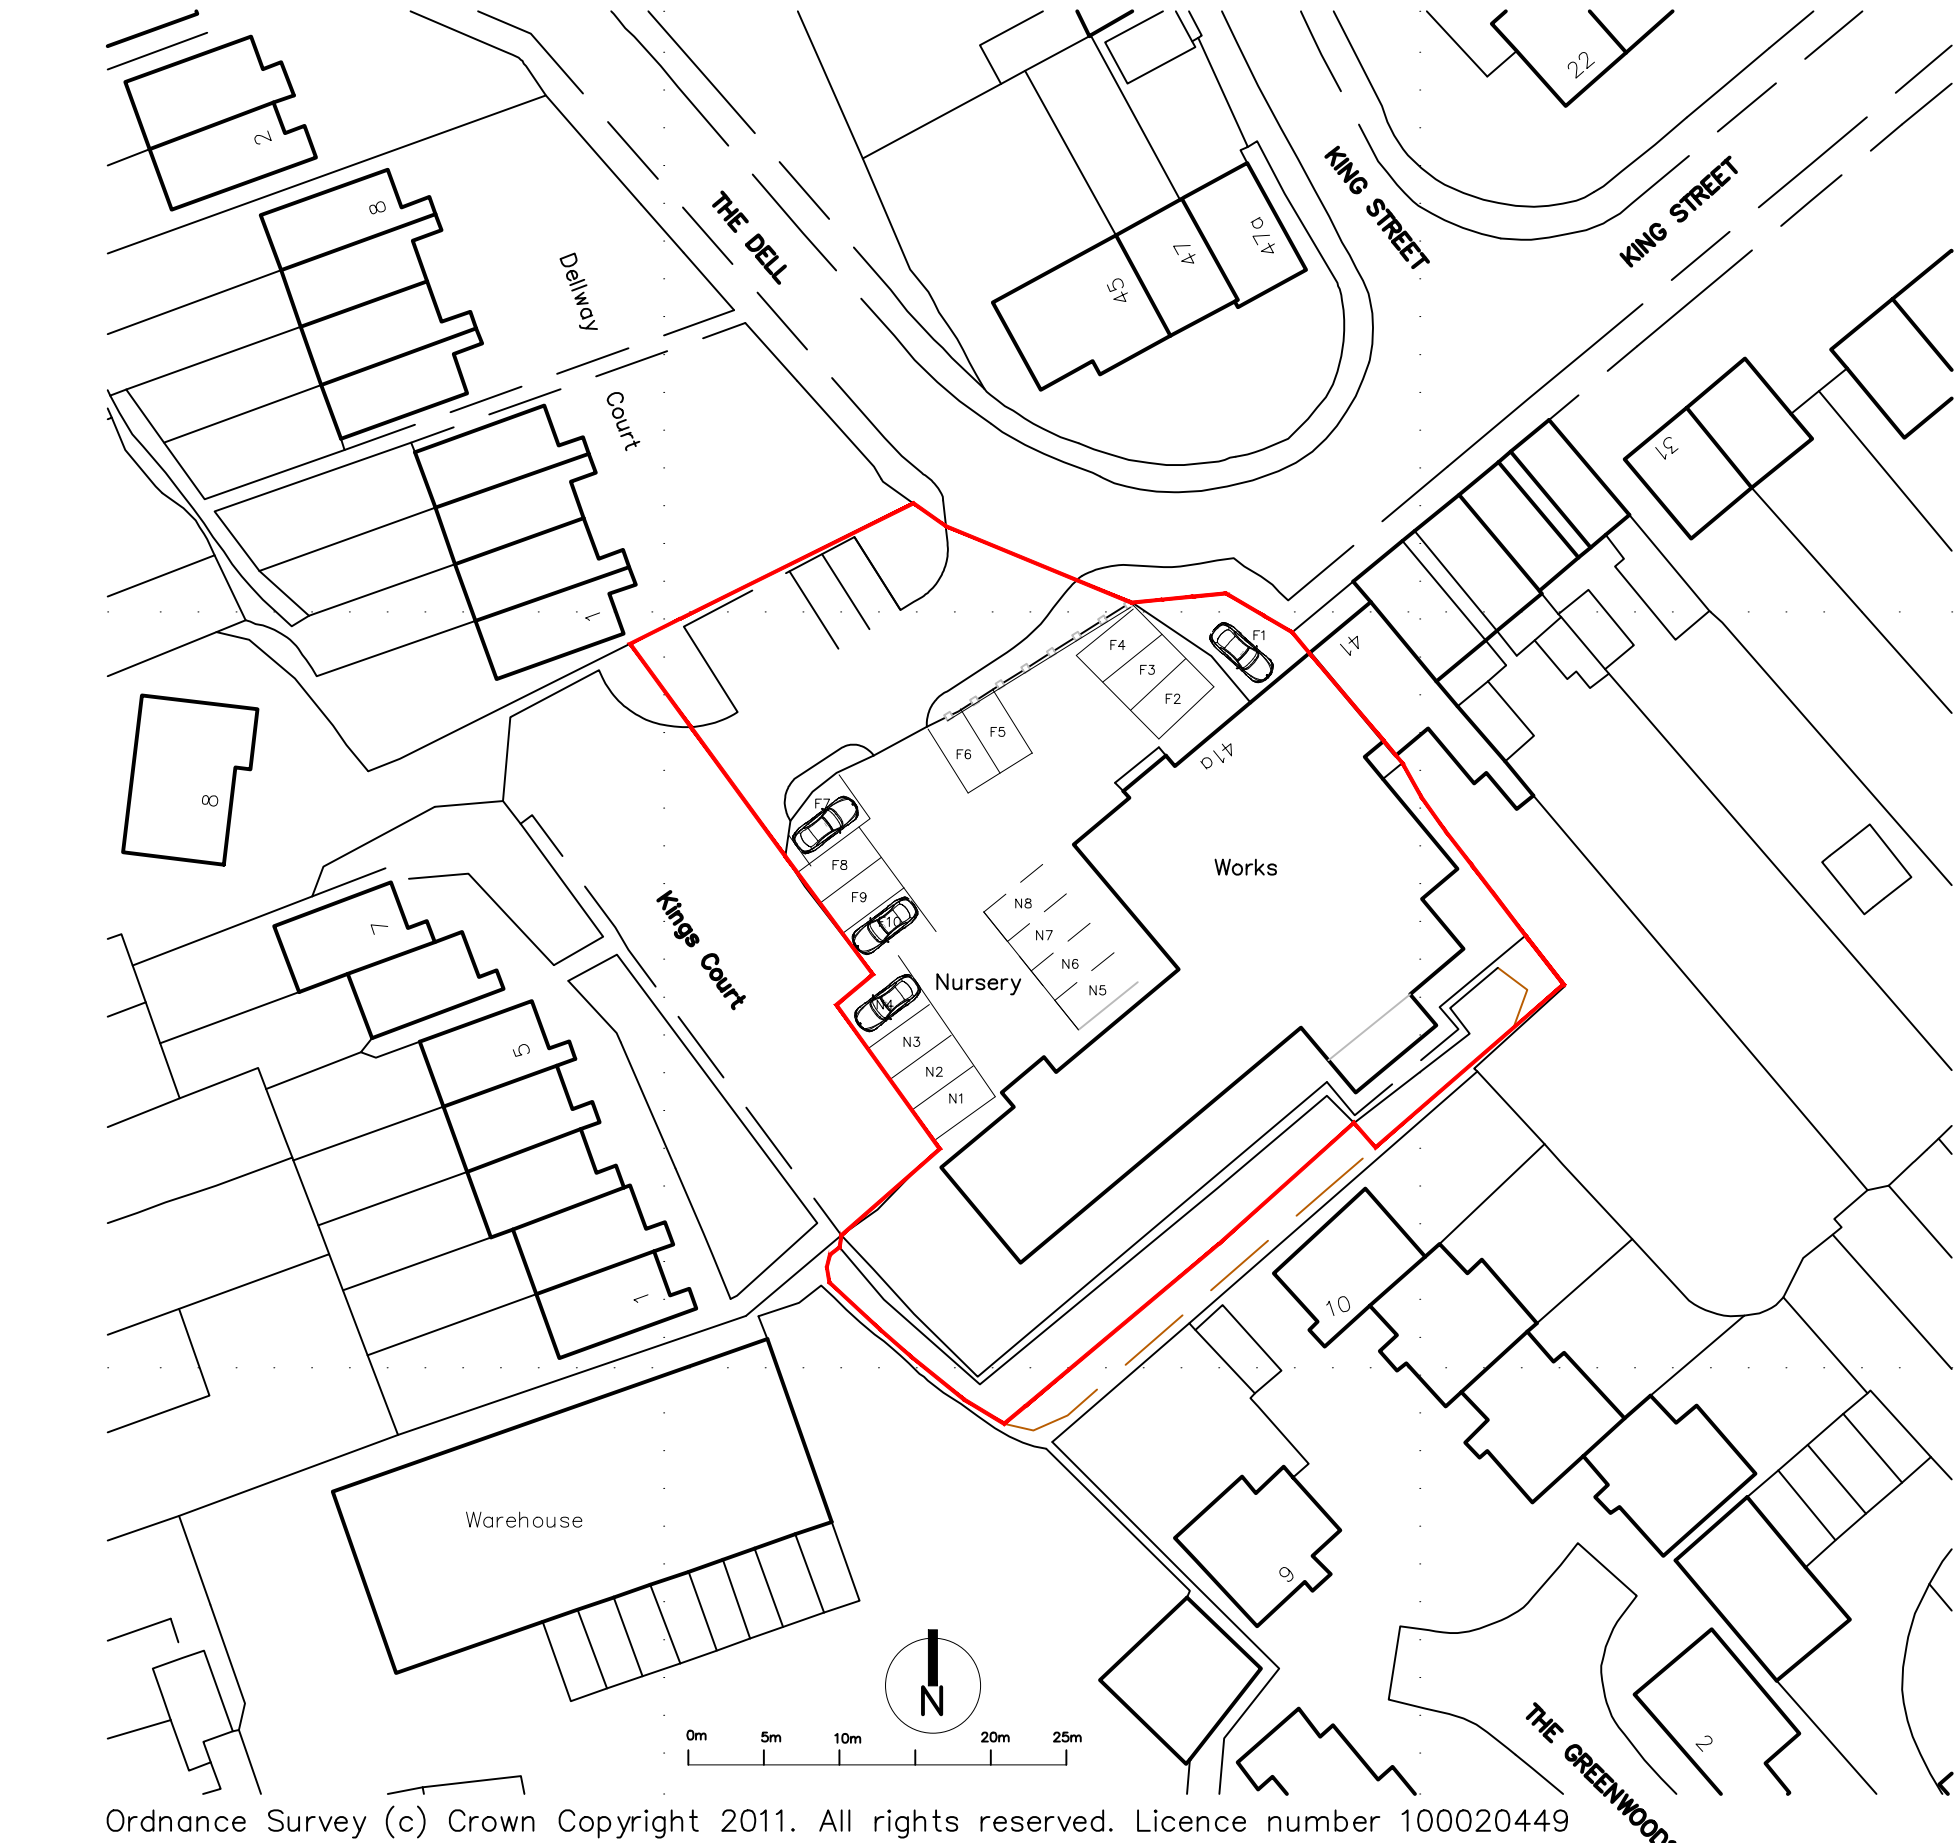 22
2
8
THE DELL
KING STREET
KING STREET
47a
47
45
Dellway
Court
31
1
41
F1
F4
F3
F2
F5
F6
41a
8
F7
F8
F9
Works
N8
N7
N6
N5
Nursery
Kings Court
7
N3
N2
N1
5
1
10
Warehouse
9
N
0m 5m 10m 20m 25m
2
THE GREENWOODS
Ordnance Survey (c) Crown Copyright 2011. All rights reserved. Licence number 100020449